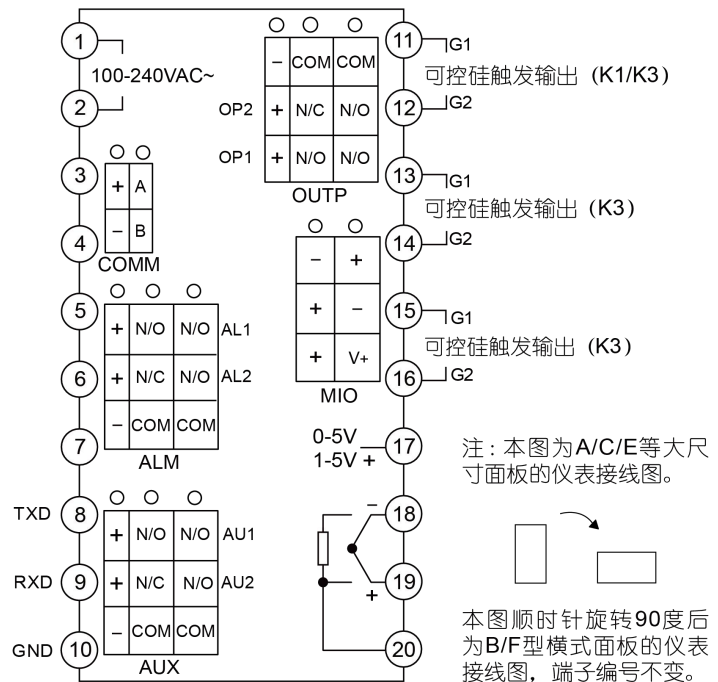 1
100-240VAC~
2
3
+ A
− B
4
COMM
5
+ N/O N/O AL1
6
+ N/C N/O AL2
− COM COM
7
ALM
TXD 8
+ N/O N/O AU1
RXD 9
+ N/C N/O AU2
− COM COM
GND 10
AUX
− COM COM
OP2 + N/C N/O
OP1 + N/O N/O
OUTP
− +
+ −
+ V+
MIO
11 G1
可控硅触发输出 (K1/K3)
12 G2
13 G1
可控硅触发输出 (K3)
14 G2
15 G1
可控硅触发输出 (K3)
16 G2
0-5V
1-5V +
17
− 18
+ 19
20
注：本图为A/C/E等大尺
寸面板的仪表接线图。
本图顺时针旋转90度后
为B/F型横式面板的仪表
接线图，端子编号不变。